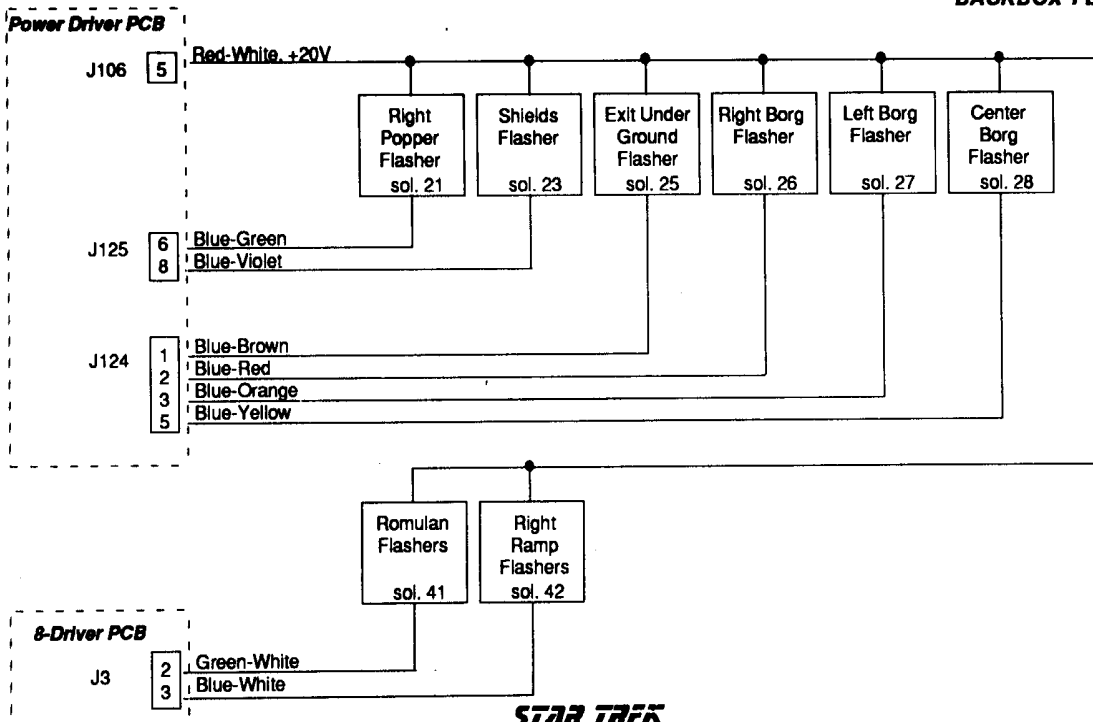 BACKBOX
Power Driver PCB
J106 5 Red-White, +20V
Right Popper Flasher sol. 21
Shields Flasher sol. 23
Exit Under Ground Flasher sol. 25
Right Borg Flasher sol. 26
Left Borg Flasher sol. 27
Center Borg Flasher sol. 28
J125
6 Blue-Green
8 Blue-Violet
J124
1 Blue-Brown
2 Blue-Red
3 Blue-Orange
5 Blue-Yellow
Romulan Flashers sol. 41
Right Ramp Flashers sol. 42
8-Driver PCB
J3
2 Green-White
3 Blue-White
STAR TREK